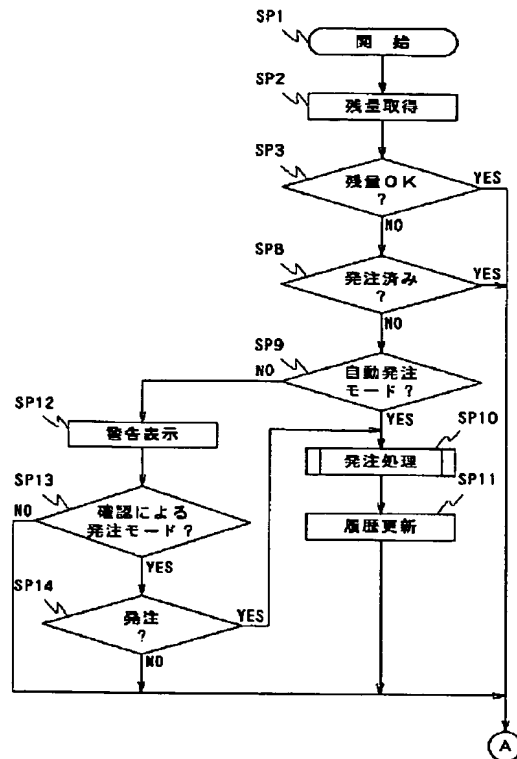 SP1
開 始
SP2
残量取得
SP3
残量OK
?
YES
NO
SP8
発注済み
?
YES
NO
SP9
自動発注
モード?
NO
YES
SP12
警告表示
SP10
発注処理
SP13
確認による
発注モード?
NO
YES
SP11
履歴更新
SP14
発注
?
YES
NO
A